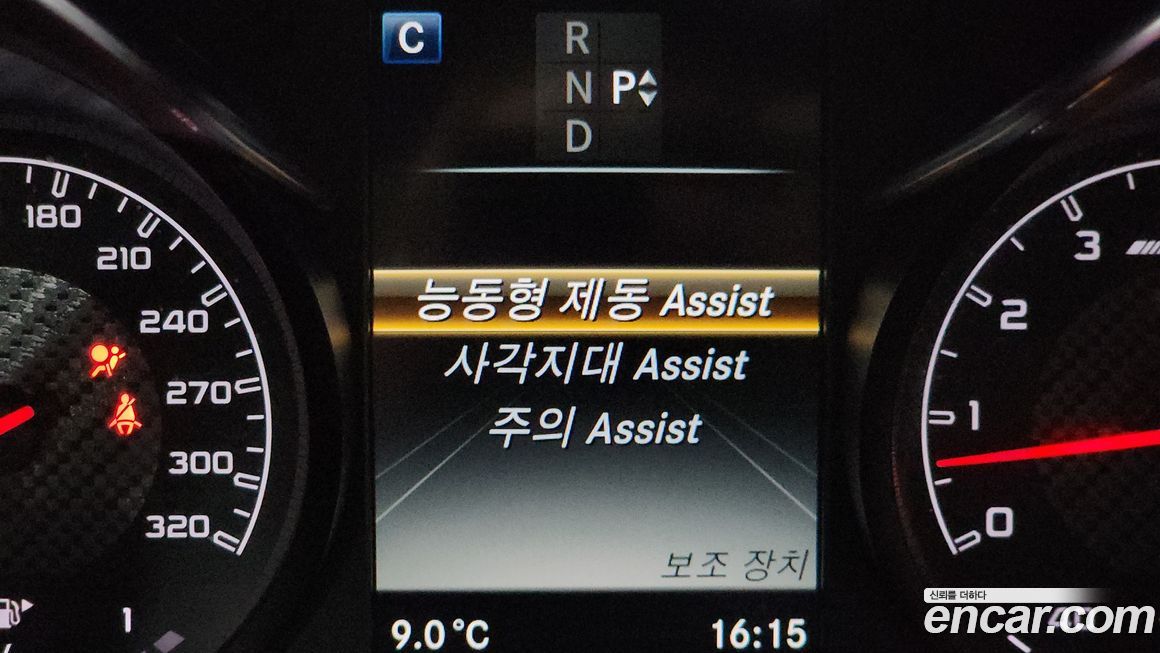 C
R
N P
D
180
210
240
270
300
320
1
3
2
1
0
능동형 제동 Assist
사각지대 Assist
주의 Assist
보조 장치
9.0°C
16:15
신뢰를 더하다
encar.com